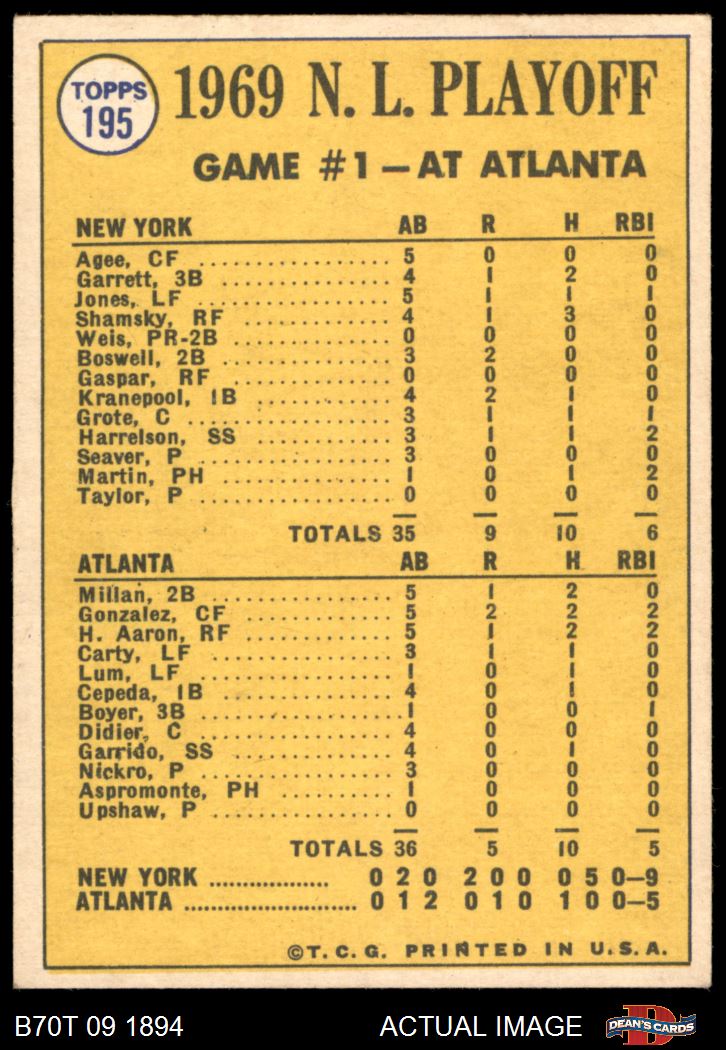 TOPPS
195
1969 N. L. PLAYOFF
GAME #1 – AT ATLANTA
NEW YORK AB R H RBI
Agee, CF .................. 5 0 0 0
Garrett, 3B ............... 4 1 2 0
Jones, LF ................. 5 1 1 1
Shamsky, RF ............. 4 1 3 0
Weis, PR-2B ............. 0 0 0 0
Boswell, 2B .............. 3 2 0 0
Gaspar, RF .............. 0 0 0 0
Kranepool, 1B ........... 4 2 1 0
Grote, C .................. 3 1 1 1
Harrelson, SS ........... 3 1 1 2
Seaver, P ................. 3 0 0 0
Martin, PH ............... 1 0 1 2
Taylor, P ................. 0 0 0 0
TOTALS 35 9 10 6
ATLANTA AB R H RBI
Millan, 2B ................ 5 1 2 0
Gonzalez, CF ............ 5 2 2 2
H. Aaron, RF ............ 5 1 2 2
Carty, LF ................. 3 1 1 0
Lum, LF .................. 1 0 1 0
Cepeda, 1B .............. 4 0 1 0
Boyer, 3B ................ 1 0 0 1
Didier, C ................. 4 0 0 0
Garrido, SS .............. 4 0 1 0
Nickro, P ................. 3 0 0 0
Aspromonte, PH ........ 1 0 0 0
Upshaw, P ............... 0 0 0 0
TOTALS 36 5 10 5
NEW YORK .................. 0 2 0 2 0 0 0 5 0–9
ATLANTA ......................... 0 1 2 0 1 0 1 0 0–5
©T.C.G. PRINTED IN U.S.A.
B70T 09 1894 ACTUAL IMAGE D DEAN'S CARDS